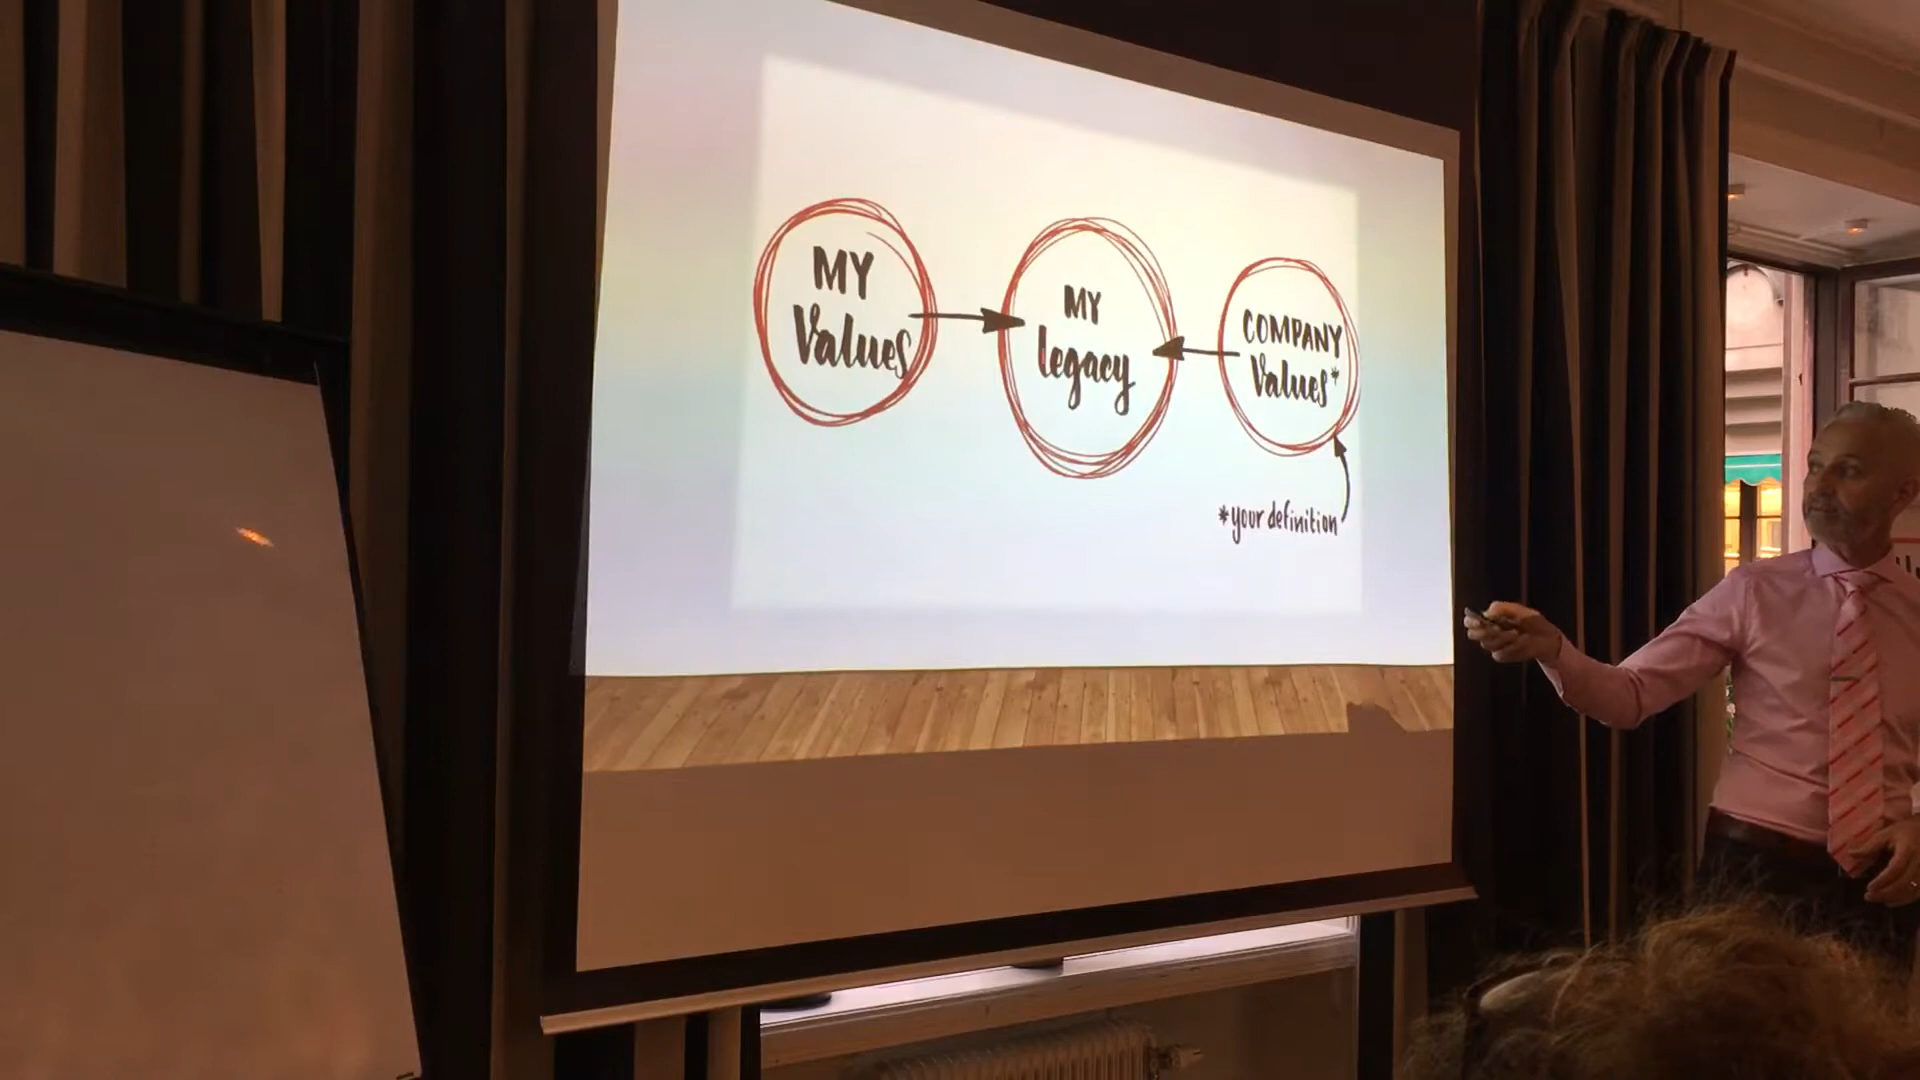 MY
Values
MY
legacy
COMPANY
Values*
*your definition